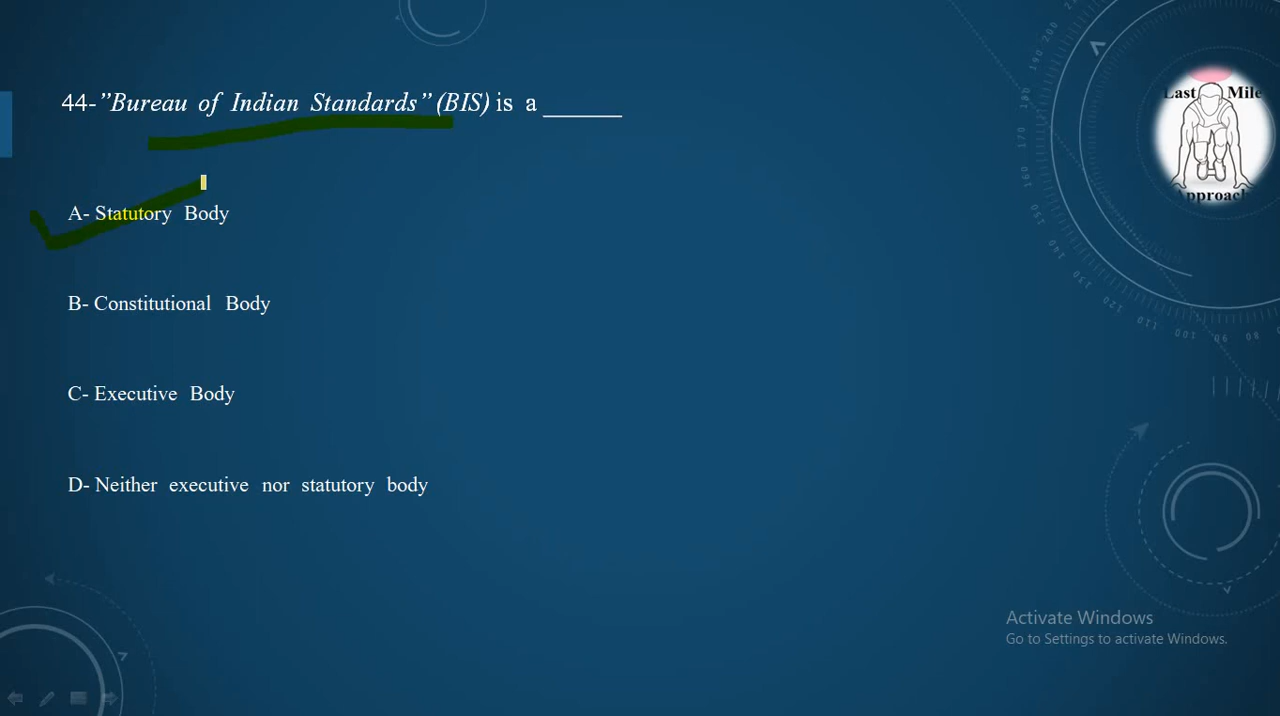 44-”Bureau of Indian Standards” (BIS) is a ______
A- Statutory Body
B- Constitutional Body
C- Executive Body
D- Neither executive nor statutory body
Last Mile
Approach
Activate Windows
Go to Settings to activate Windows.